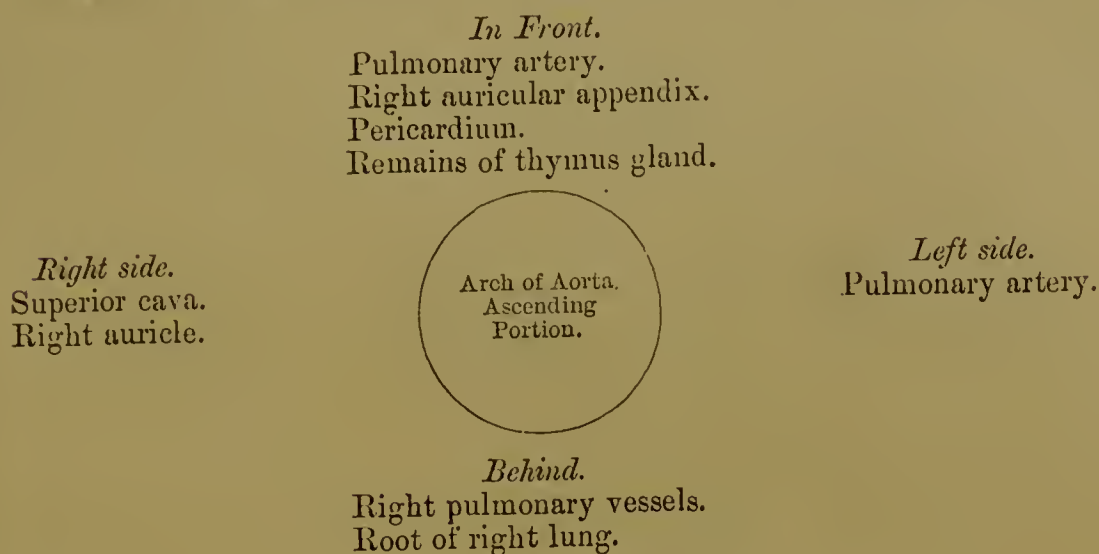 In Front.
Pulmonary artery.
Right auricular appendix.
Pericardium.
Remains of thymus gland.
Right side.
Superior cava.
Right auricle.
Arch of Aorta.
Ascending
Portion.
Left side.
Pulmonary artery.
Behind.
Right pulmonary vessels.
Root of right lung.